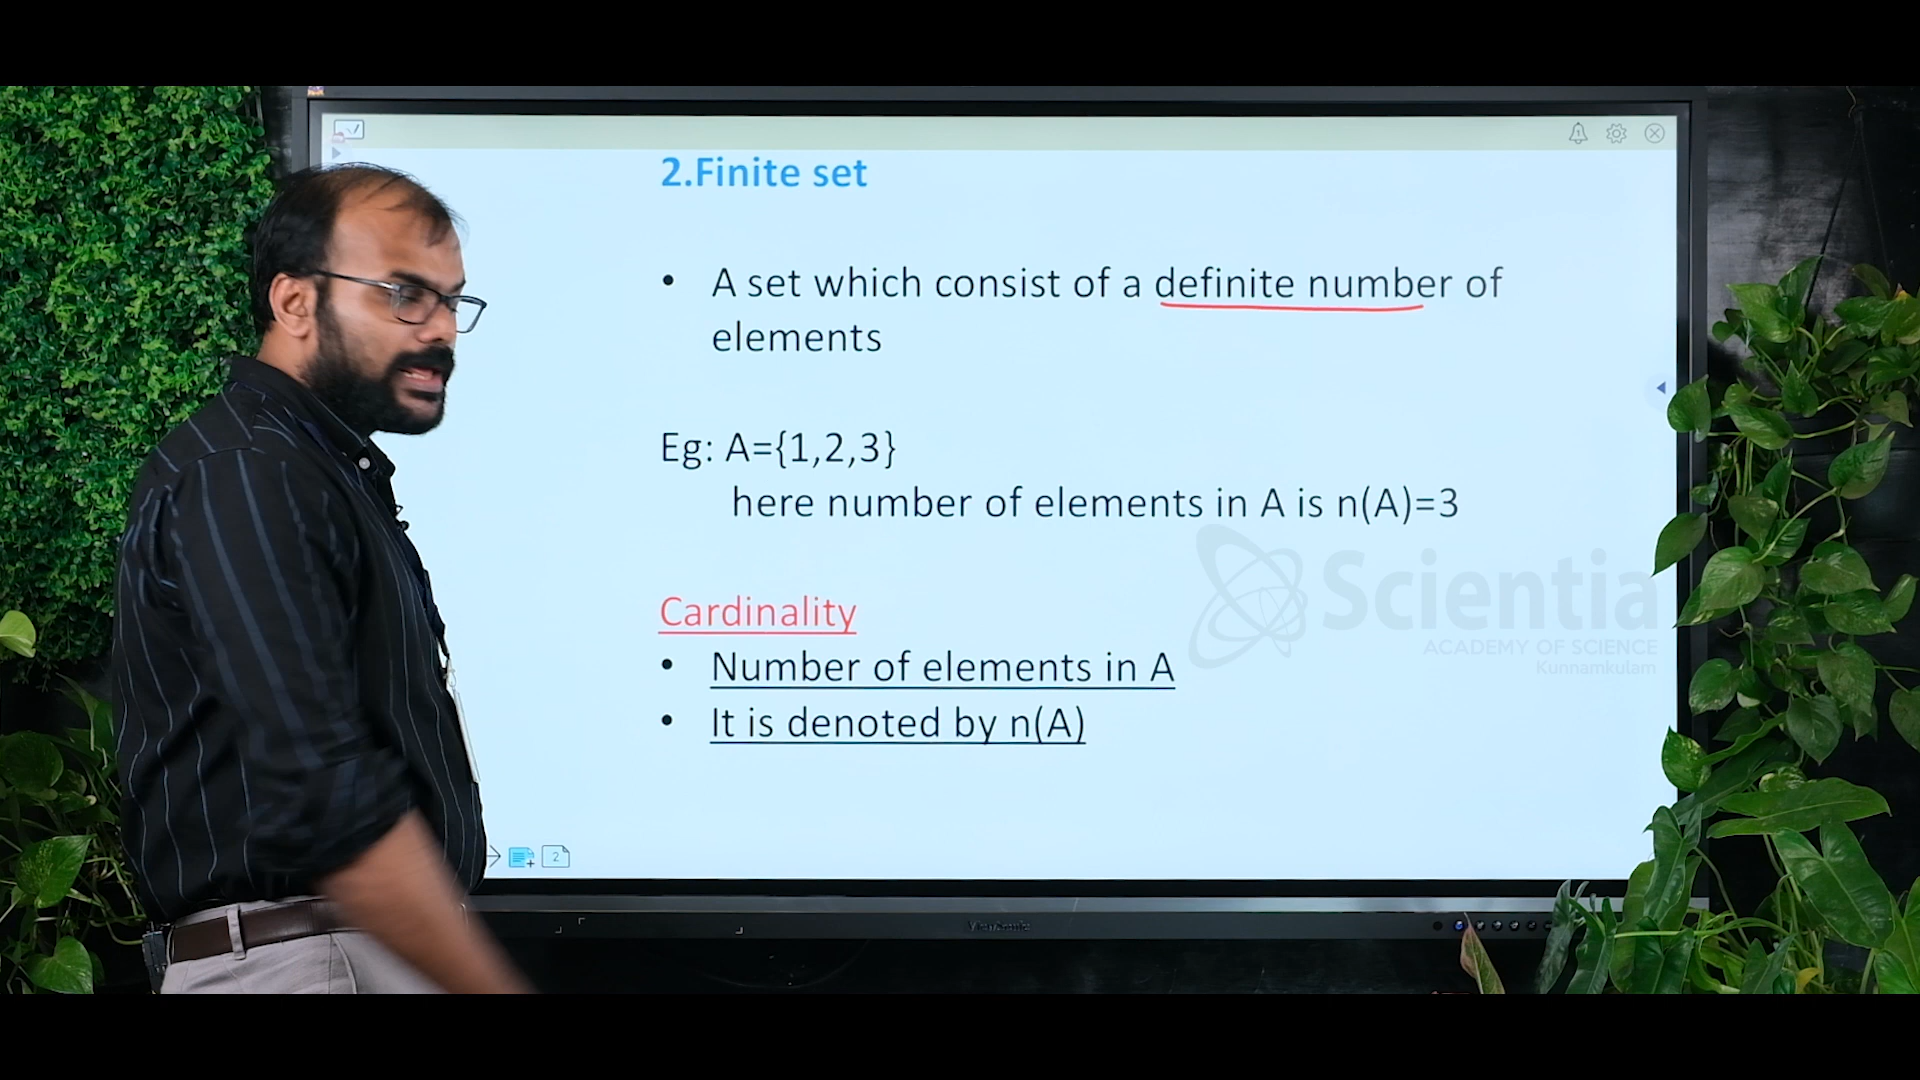 2.Finite set
• A set which consist of a definite number of
elements
Eg: A={1,2,3}
here number of elements in A is n(A)=3
Scientia
ACADEMY OF SCIENCE
Kunnamkulam
Cardinality
• Number of elements in A
• It is denoted by n(A)
2
ViewSonic